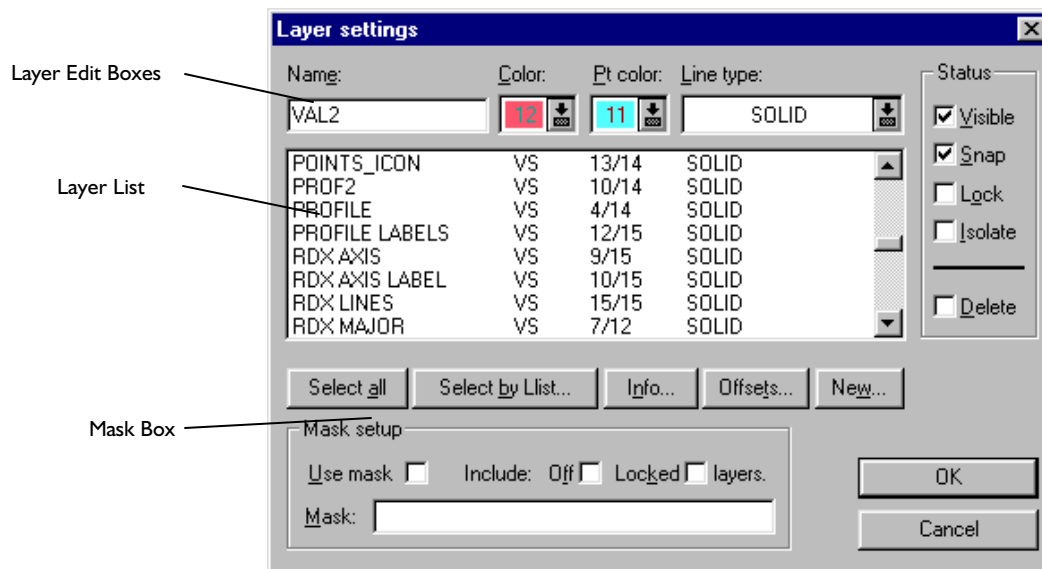 Layer settings
Layer Edit Boxes
Name: Color: Pt color: Line type: Status
VAL2 12 11 SOLID Visible
Snap
Lock
Isolate
Delete
Layer List
POINTS_ICON VS 13/14 SOLID
PROF2 VS 10/14 SOLID
PROFILE VS 4/14 SOLID
PROFILE LABELS VS 12/15 SOLID
RDX AXIS VS 9/15 SOLID
RDX AXIS LABEL VS 10/15 SOLID
RDX LINES VS 15/15 SOLID
RDX MAJOR VS 7/12 SOLID
Select all Select by Llist... Info... Offsets... New...
Mask Box
Mask setup
Use mask Include: Off Locked layers.
Mask:
OK
Cancel